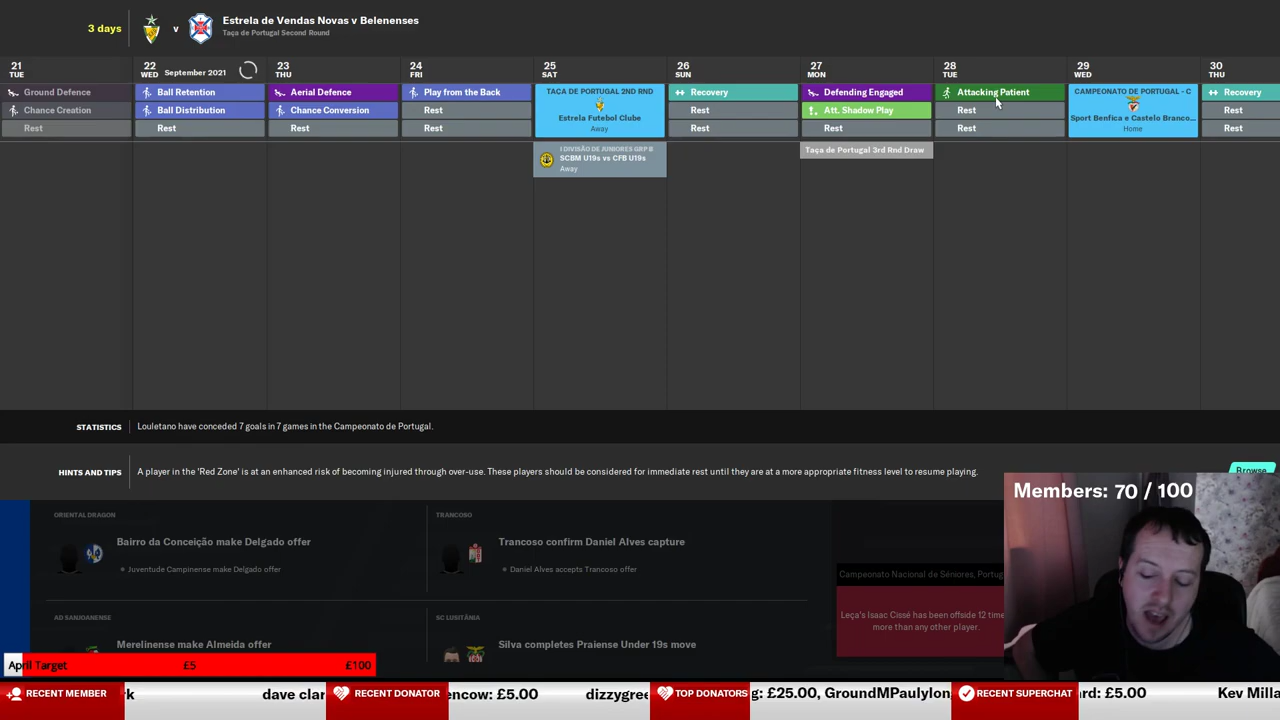 3 days
v
Estrela de Vendas Novas v Belenenses
Taça de Portugal Second Round
21
TUE
22
WED September 2021
23
THU
24
FRI
25
SAT
26
SUN
27
MON
28
TUE
29
WED
30
THU
Ground Defence
Chance Creation
Rest
Ball Retention
Ball Distribution
Rest
Aerial Defence
Chance Conversion
Rest
Play from the Back
Rest
Rest
TAÇA DE PORTUGAL 2ND RND
Estrela Futebol Clube
Away
I DIVISÃO DE JUNIORES GRP B
SCBM U19s vs CFB U19s
Away
Recovery
Rest
Rest
Defending Engaged
Att. Shadow Play
Rest
Taça de Portugal 3rd Rnd Draw
Attacking Patient
Rest
Rest
CAMPEONATO DE PORTUGAL - C
Sport Benfica e Castelo Branco...
Home
Recovery
Rest
Rest
STATISTICS
Louletano have conceded 7 goals in 7 games in the Campeonato de Portugal.
HINTS AND TIPS
A player in the 'Red Zone' is at an enhanced risk of becoming injured through over-use. These players should be considered for immediate rest until they are at a more appropriate fitness level to resume playing.
Browse
Members: 70 / 100
ORIENTAL DRAGON
Bairro da Conceição make Delgado offer
Juventude Campinense make Delgado offer
TRANCOSO
Trancoso confirm Daniel Alves capture
Daniel Alves accepts Trancoso offer
AD SANJOANENSE
Merelinense make Almeida offer
SC LUSITÂNIA
Silva completes Praiense Under 19s move
Campeonato Nacional de Séniores, Portug
Leça's Isaac Cissé has been offside 12 time
more than any other player.
April Target
£5
£100
RECENT MEMBER
k
dave clar
RECENT DONATOR
encow: £5.00
dizzygree
TOP DONATORS
g: £25.00, GroundMPaulylon
RECENT SUPERCHAT
ard: £5.00
Kev Milla